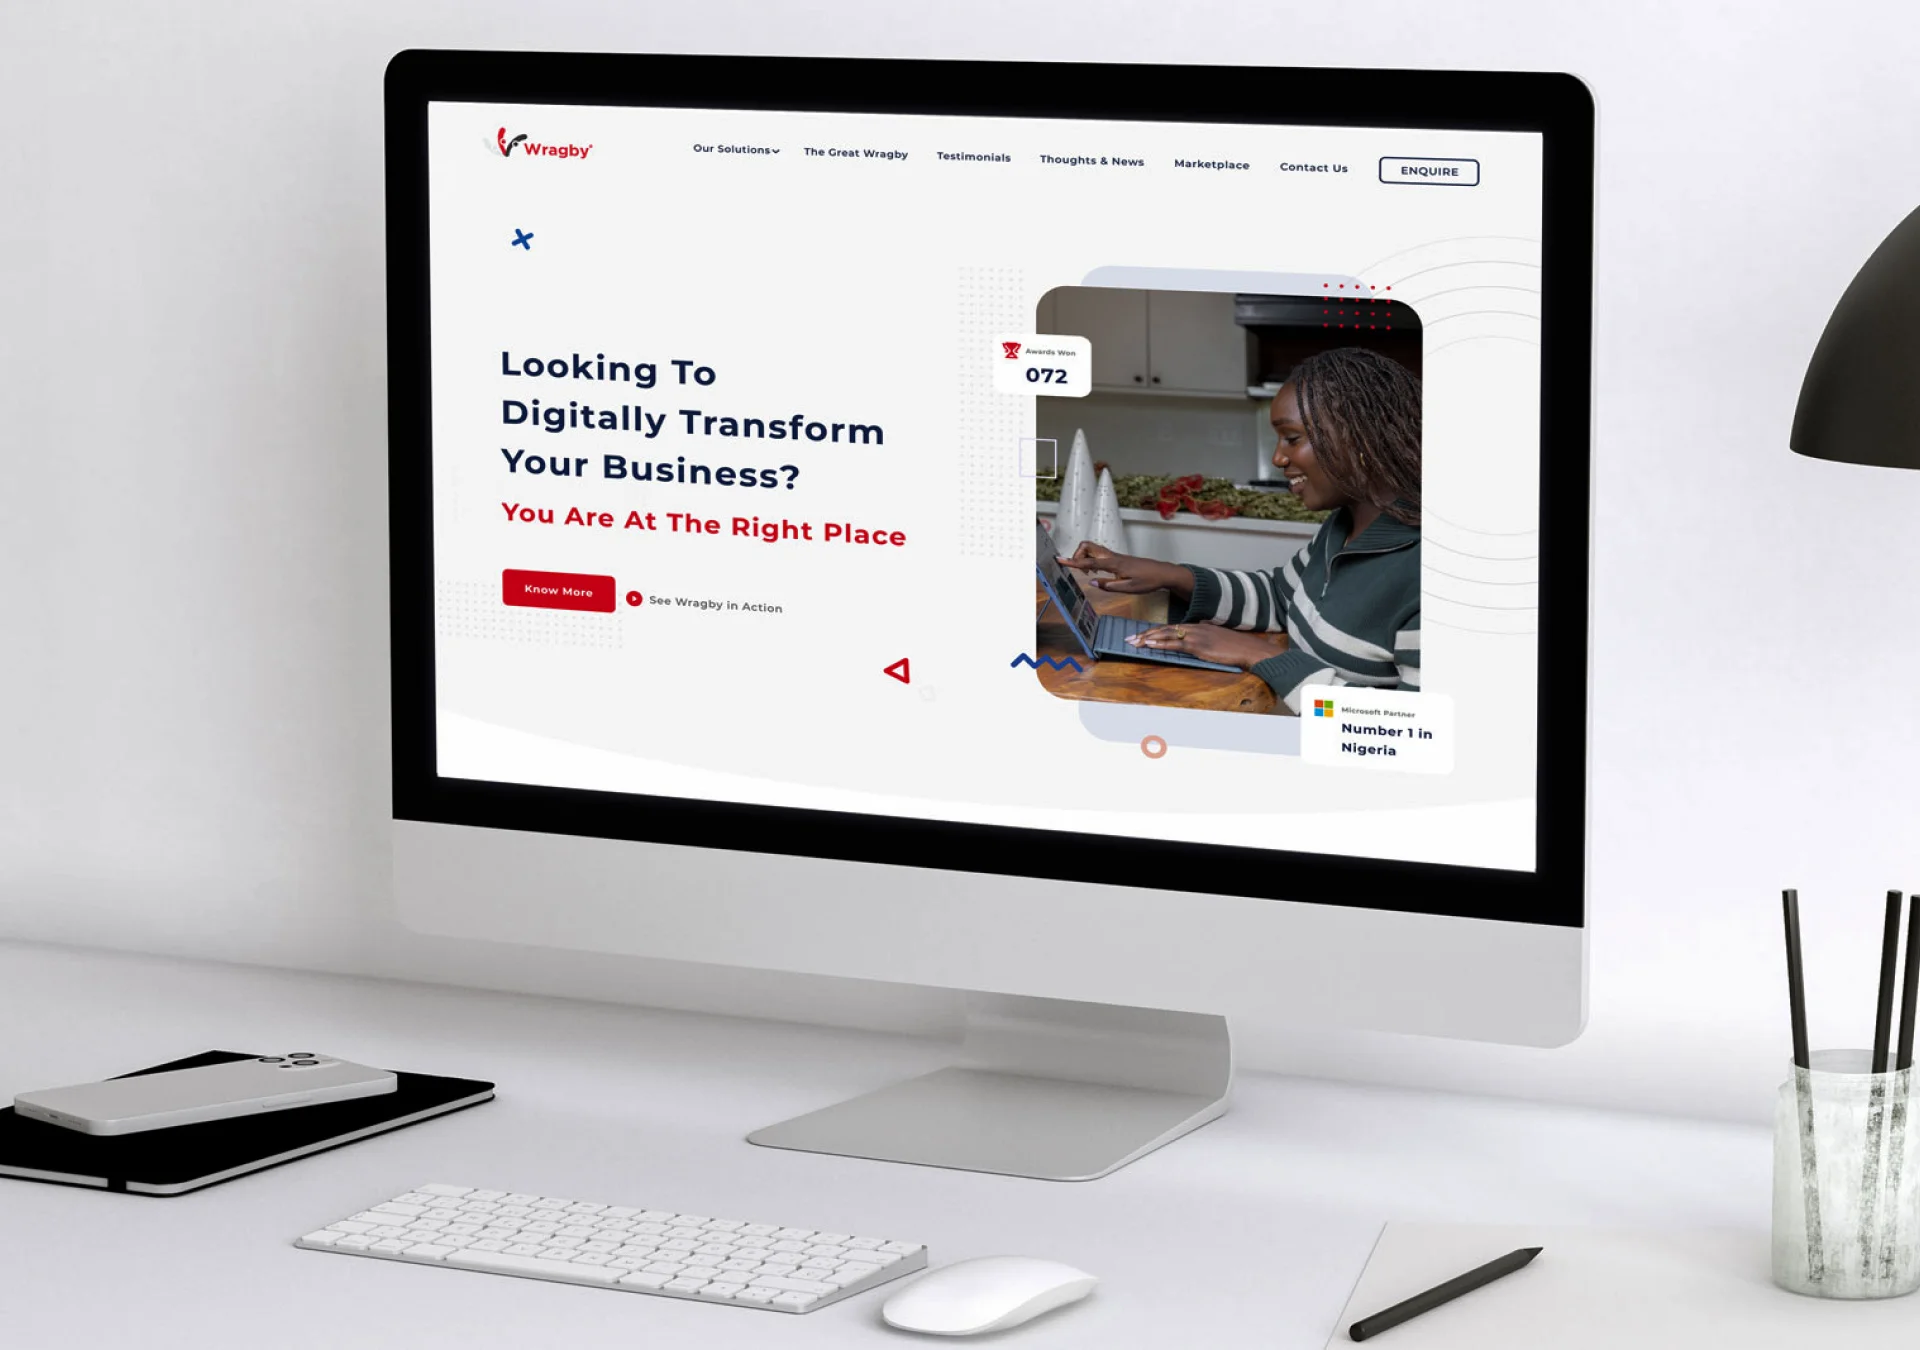 Wragby
Our Solutions
The Great Wragby
Testimonials
Thoughts & News
Marketplace
Contact Us
ENQUIRE
Looking To
Digitally Transform
Your Business?
You Are At The Right Place
Know More
See Wragby in Action
Awards Won
072
Microsoft Partner
Number 1 in
Nigeria